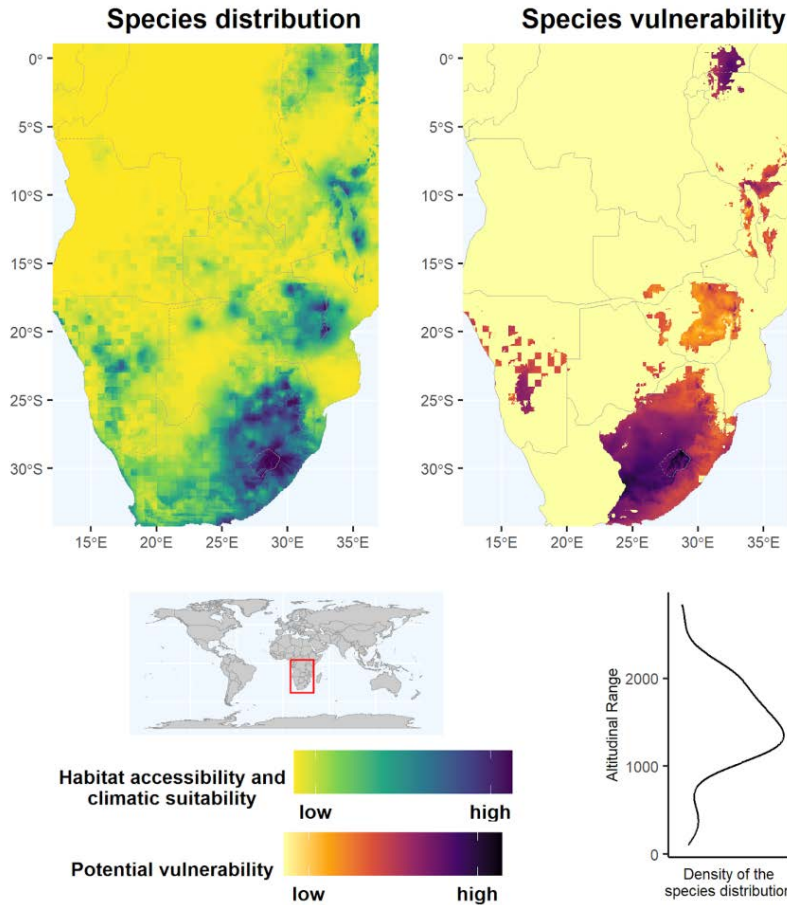 Species distribution
Species vulnerability
0°
5°S
10°S
15°S
20°S
25°S
30°S
15°E
20°E
25°E
30°E
35°E
0°
5°S
10°S
15°S
20°S
25°S
30°S
15°E
20°E
25°E
30°E
35°E
Habitat accessibility and
climatic suitability
low
high
Potential vulnerability
low
high
Altitudinal Range
2000
1000
0
Density of the
species distribution